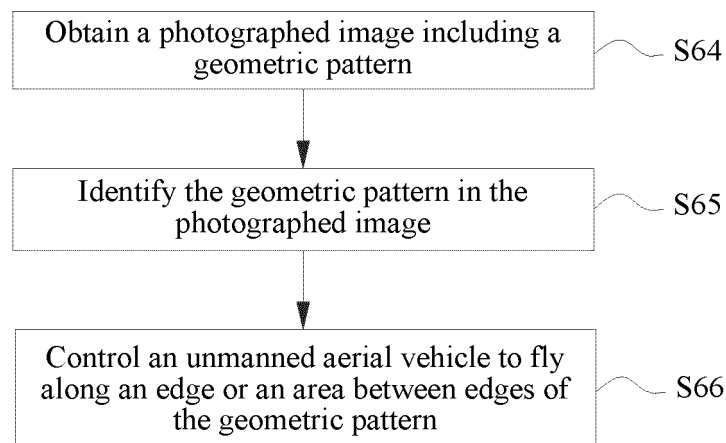 Obtain a photographed image including a
geometric pattern
S64
Identify the geometric pattern in the
photographed image
S65
Control an unmanned aerial vehicle to fly
along an edge or an area between edges of
the geometric pattern
S66